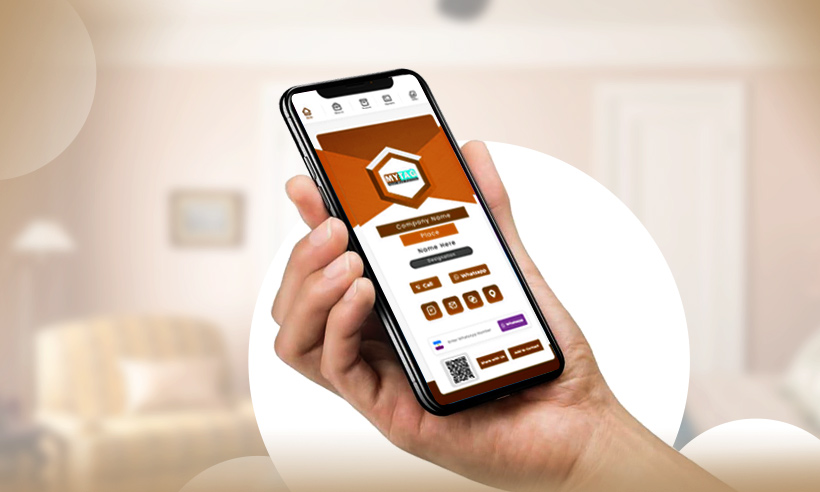 MYTAG
Company Name
Place
Name Here
Designation
Call
Whatsapp
Enter Whatsapp Number
Whatsapp
Share with Us
Add to Contact